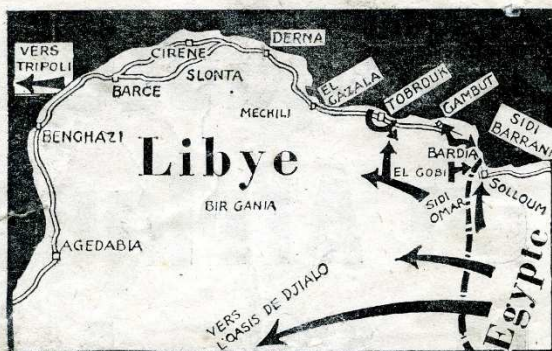 VERS
TRIPOLI
CIRENE
DERNA
BARCE
SLONTA
EL
GAZALA
TOBROUK
GAMBUT
SIDI
BARRANI
MECHILI
BENGHAZI
Libye
BARDIA
EL GOBI
SOLLOUM
SIDI
OMAR
BIR GANIA
AGEDABIA
VERS
L'OASIS DE DJIALO
Egypte